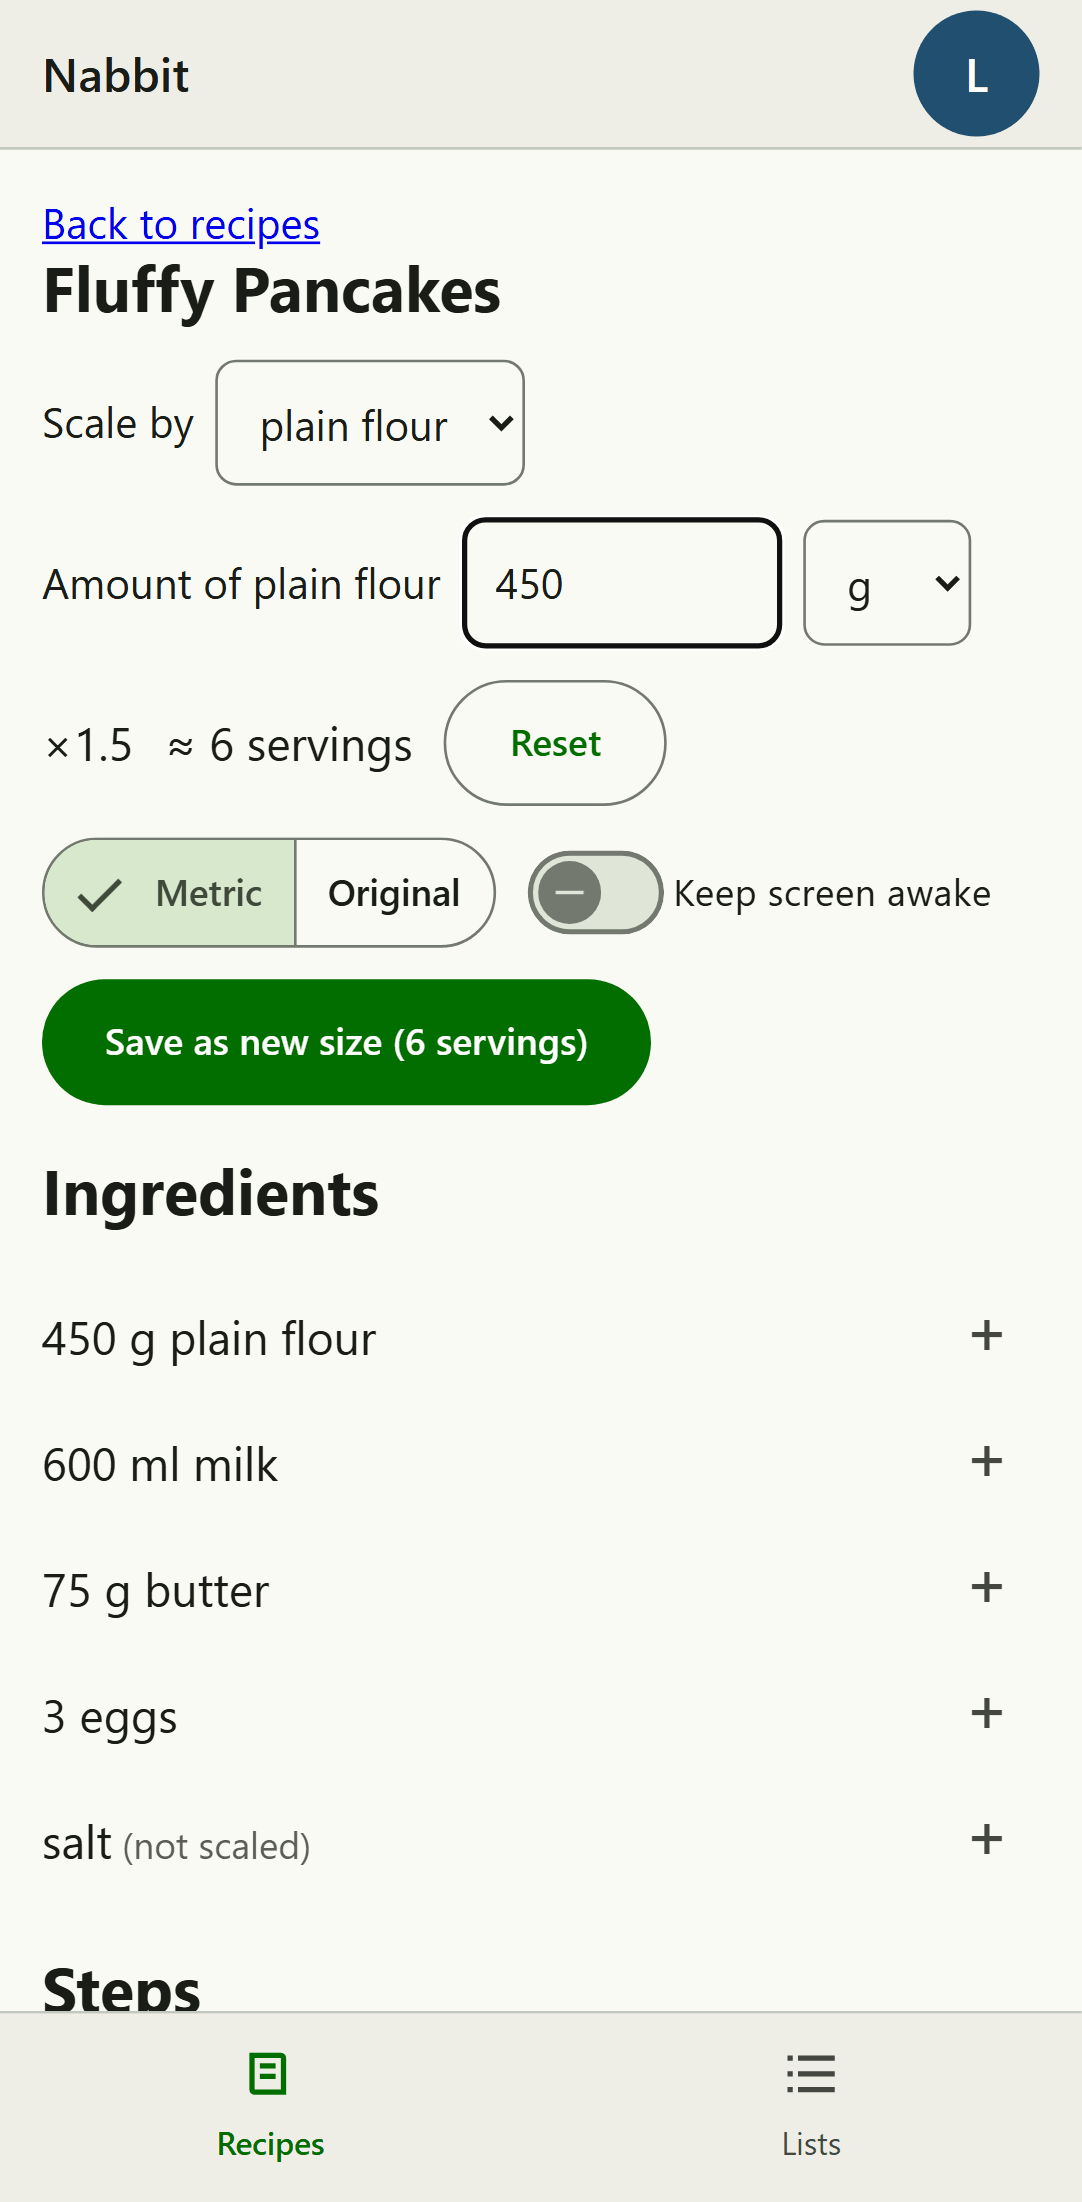 Nabbit
L
Back to recipes
Fluffy Pancakes
Scale by plain flour
Amount of plain flour 450 g
×1.5 ≈ 6 servings Reset
Metric Original Keep screen awake
Save as new size (6 servings)
Ingredients
450 g plain flour
600 ml milk
75 g butter
3 eggs
salt (not scaled)
Steps
Recipes Lists